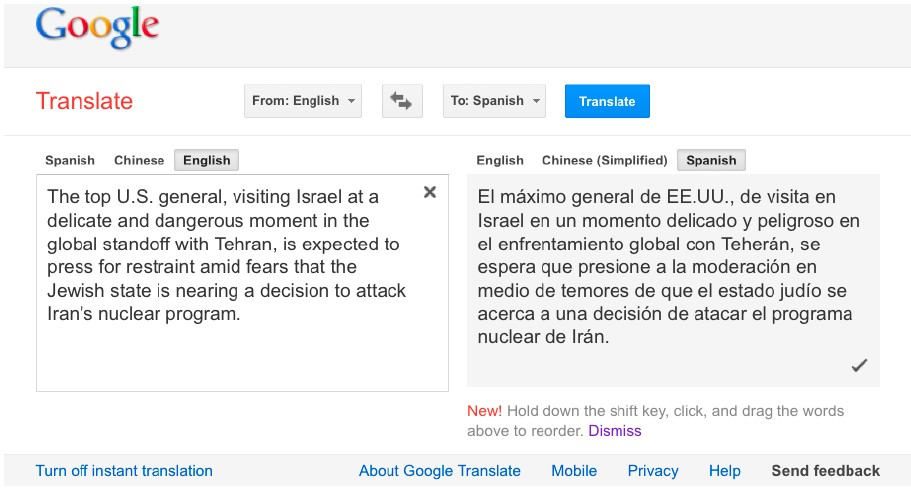 Google
Translate
From: English
To: Spanish
Translate
Spanish Chinese English
The top U.S. general, visiting Israel at a
delicate and dangerous moment in the
global standoff with Tehran, is expected to
press for restraint amid fears that the
Jewish state is nearing a decision to attack
Iran's nuclear program.
English Chinese (Simplified) Spanish
El máximo general de EE.UU., de visita en
Israel en un momento delicado y peligroso en
el enfrentamiento global con Teherán, se
espera que presione a la moderación en
medio de temores de que el estado judío se
acerca a una decisión de atacar el programa
nuclear de Irán.
New! Hold down the shift key, click, and drag the words
above to reorder. Dismiss
Turn off instant translation About Google Translate Mobile Privacy Help Send feedback